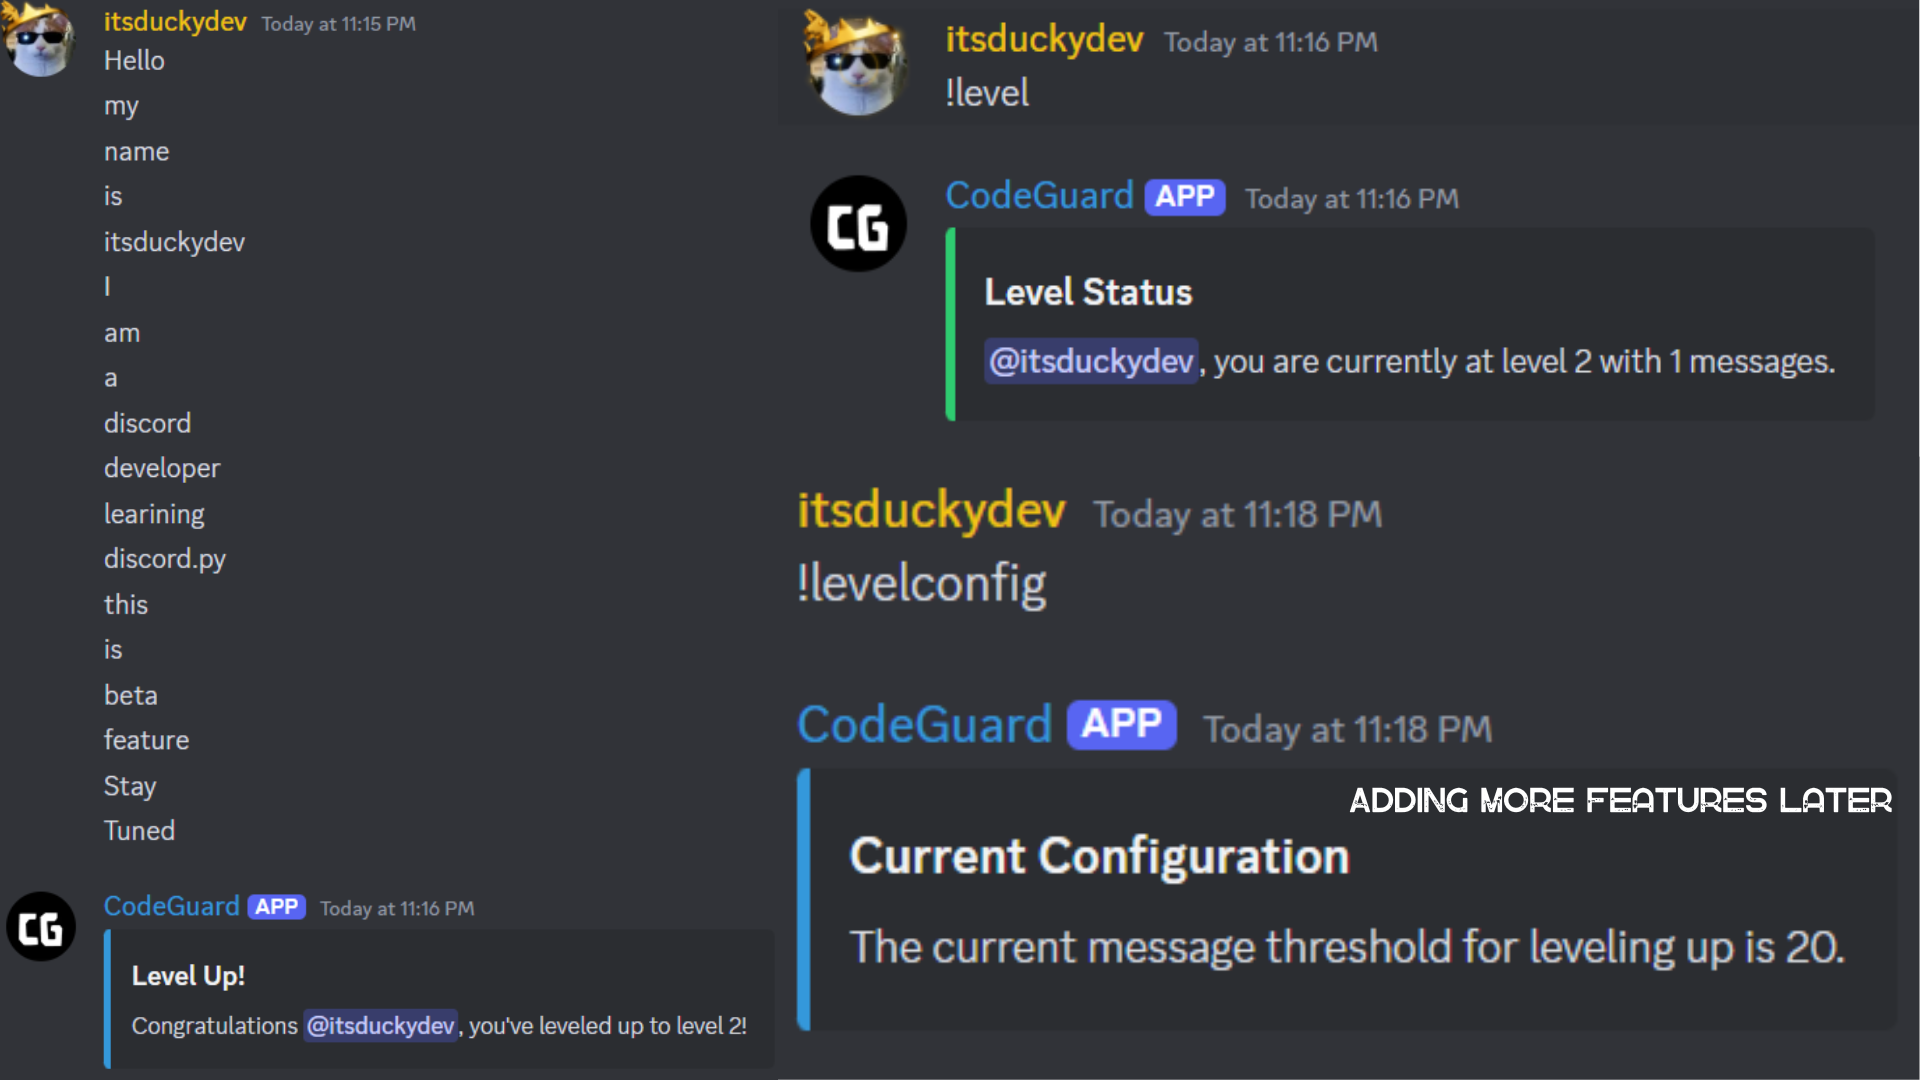 itsduckydev Today at 11:15 PM
Hello
my
name
is
itsduckydev
I
am
a
discord
developer
learining
discord.py
this
is
beta
feature
Stay
Tuned
CG
CodeGuard APP Today at 11:16 PM
Level Up!
Congratulations @itsduckydev, you've leveled up to level 2!
itsduckydev Today at 11:16 PM
!level
CG
CodeGuard APP Today at 11:16 PM
Level Status
@itsduckydev, you are currently at level 2 with 1 messages.
itsduckydev Today at 11:18 PM
!levelconfig
CodeGuard APP Today at 11:18 PM
ADDING MORE FEATURES LATER
Current Configuration
The current message threshold for leveling up is 20.